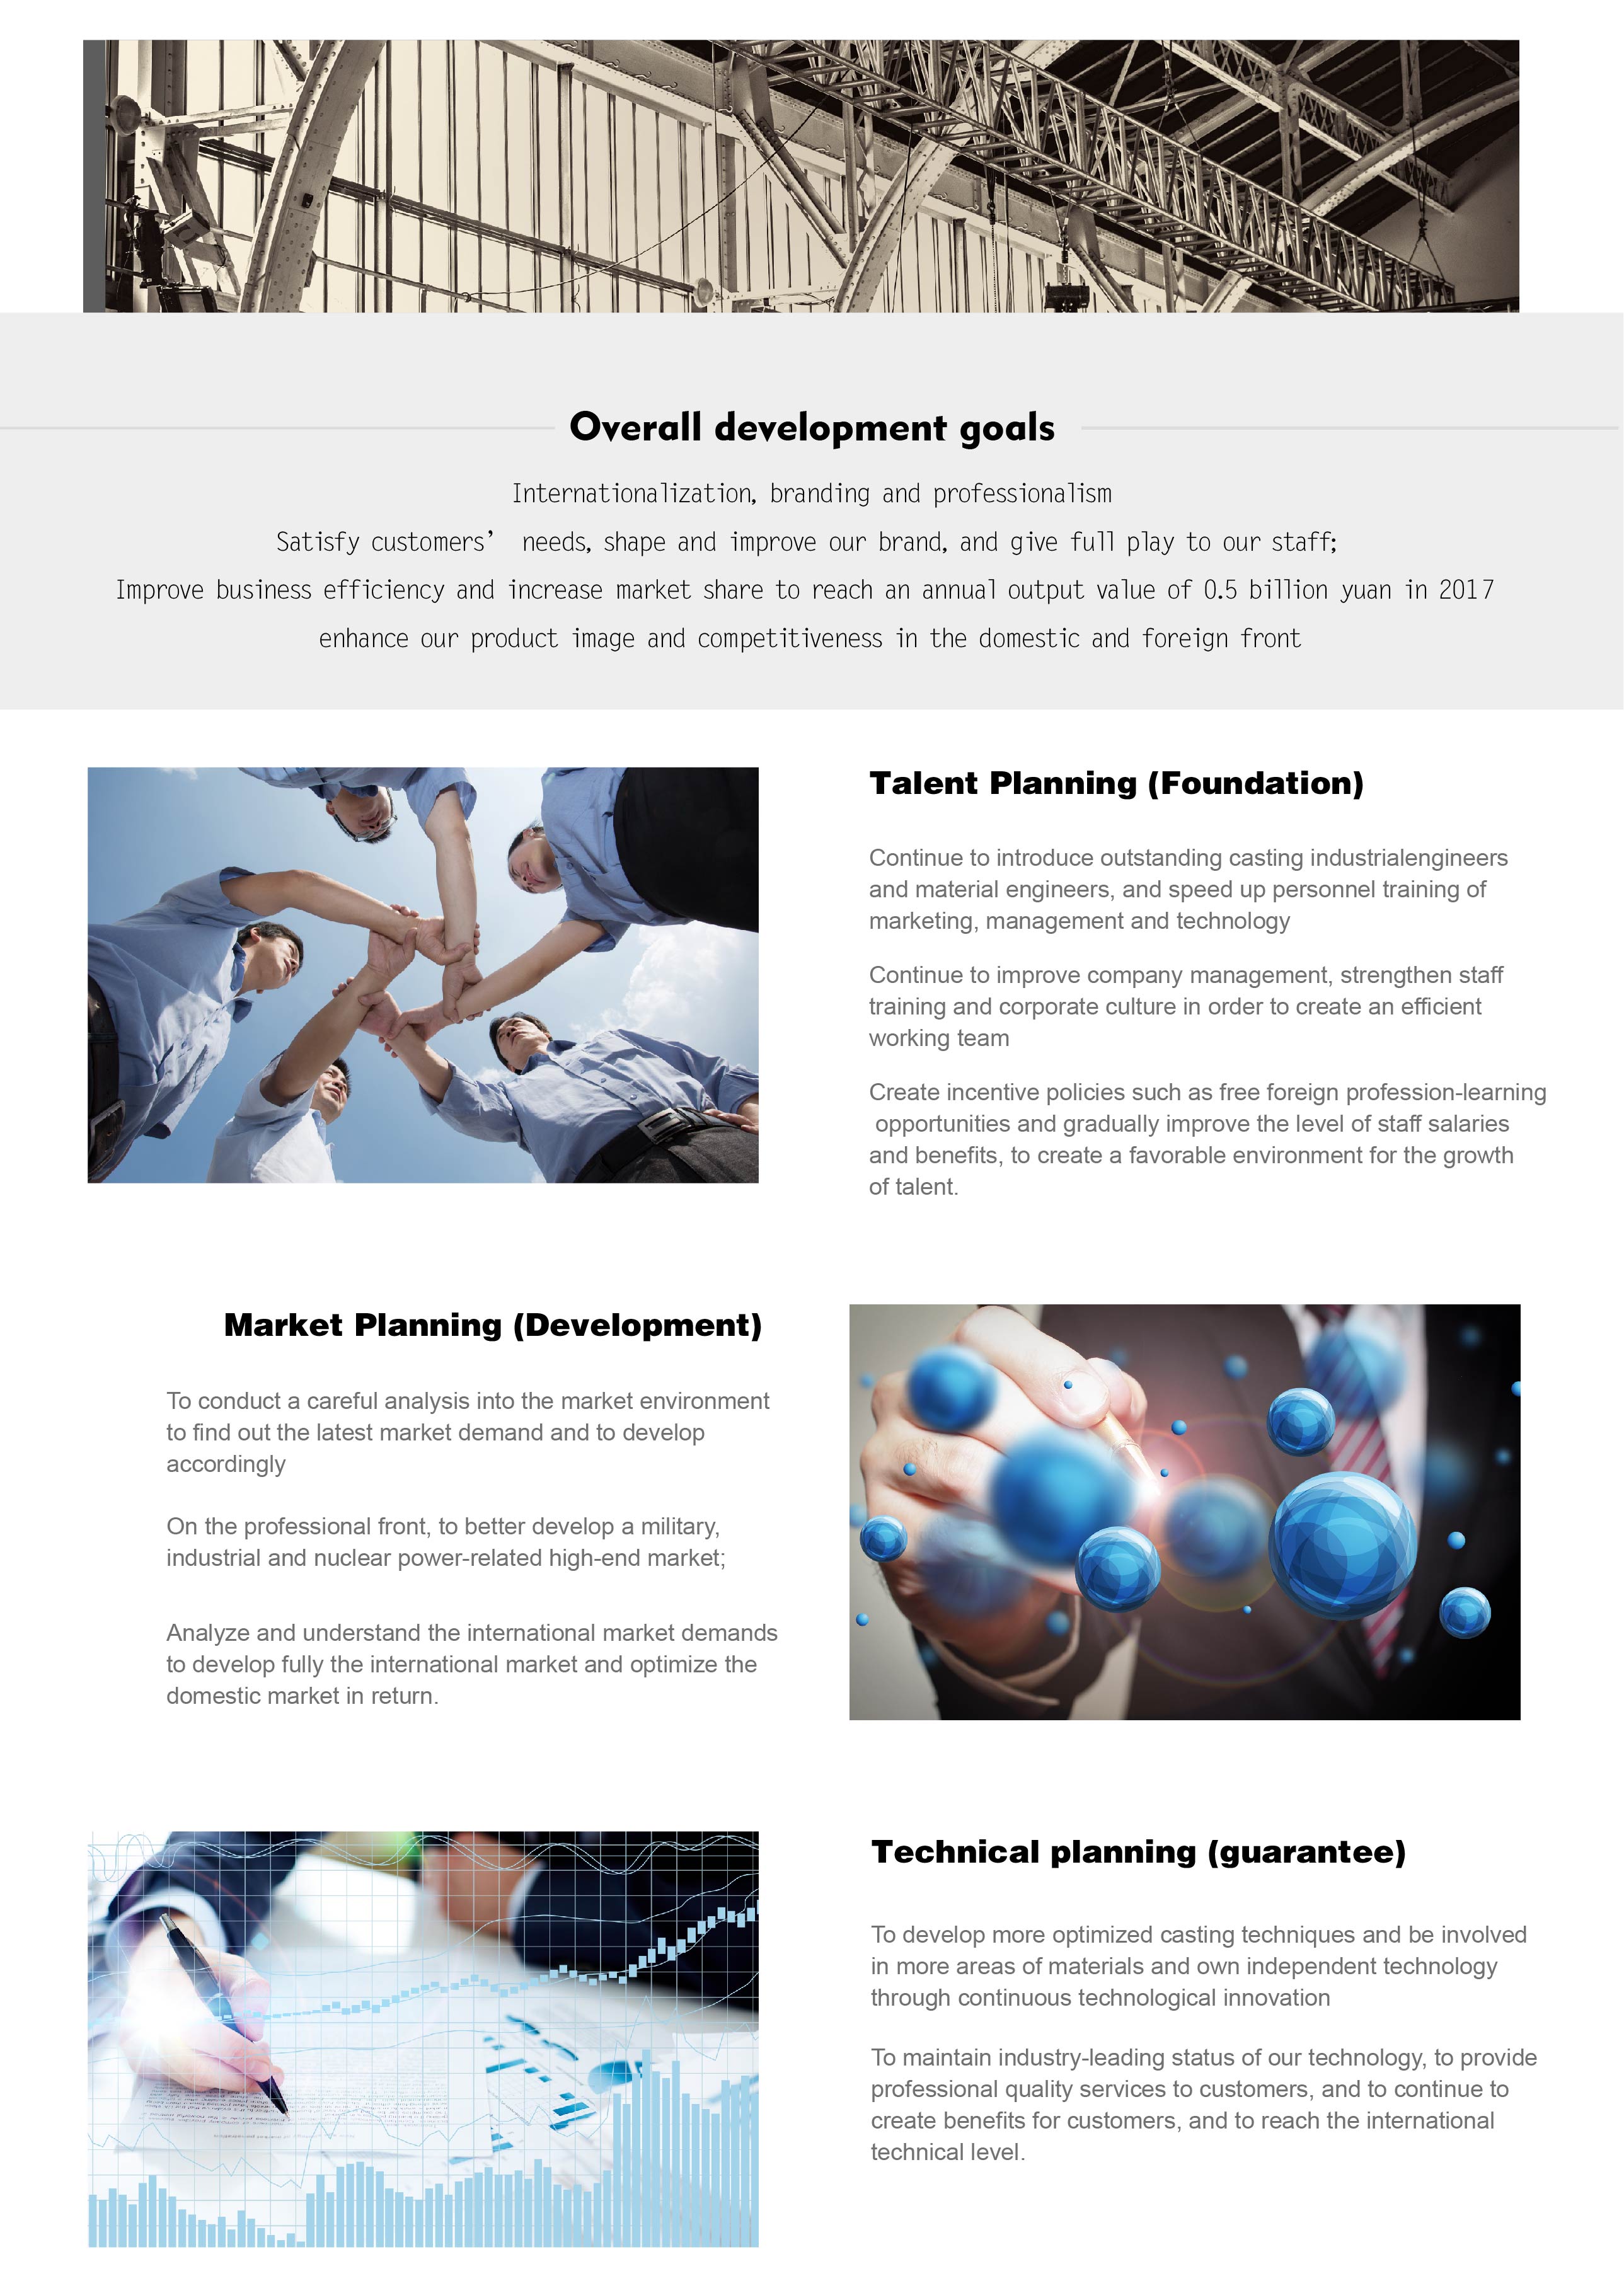 Overall development goals
Internationalization, branding and professionalism
Satisfy customers’ needs, shape and improve our brand, and give full play to our staff;
Improve business efficiency and increase market share to reach an annual output value of 0.5 billion yuan in 2017
enhance our product image and competitiveness in the domestic and foreign front
Talent Planning (Foundation)
Continue to introduce outstanding casting industrialengineers
and material engineers, and speed up personnel training of
marketing, management and technology
Continue to improve company management, strengthen staff
training and corporate culture in order to create an efficient
working team
Create incentive policies such as free foreign profession-learning
opportunities and gradually improve the level of staff salaries
and benefits, to create a favorable environment for the growth
of talent.
Market Planning (Development)
To conduct a careful analysis into the market environment
to find out the latest market demand and to develop
accordingly
On the professional front, to better develop a military,
industrial and nuclear power-related high-end market;
Analyze and understand the international market demands
to develop fully the international market and optimize the
domestic market in return.
Technical planning (guarantee)
To develop more optimized casting techniques and be involved
in more areas of materials and own independent technology
through continuous technological innovation
To maintain industry-leading status of our technology, to provide
professional quality services to customers, and to continue to
create benefits for customers, and to reach the international
technical level.